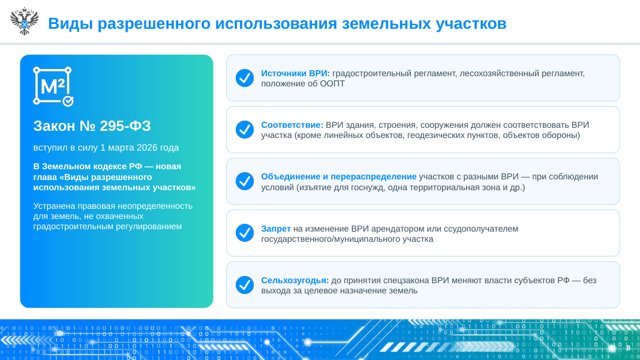 Виды разрешенного использования земельных участков
М²
Закон № 295-ФЗ
вступил в силу 1 марта 2026 года
В Земельном кодексе РФ — новая
глава «Виды разрешенного
использования земельных участков»
Устранена правовая неопределенность
для земель, не охваченных
градостроительным регулированием
Источники ВРИ: градостроительный регламент, лесохозяйственный регламент,
положение об ООПТ
Соответствие: ВРИ здания, строения, сооружения должен соответствовать ВРИ
участка (кроме линейных объектов, геодезических пунктов, объектов обороны)
Объединение и перераспределение участков с разными ВРИ — при соблюдении
условий (изъятие для госнужд, одна территориальная зона и др.)
Запрет на изменение ВРИ арендатором или ссудополучателем
государственного/муниципального участка
Сельхозугодья: до принятия спецзакона ВРИ меняют власти субъектов РФ — без
выхода за целевое назначение земель